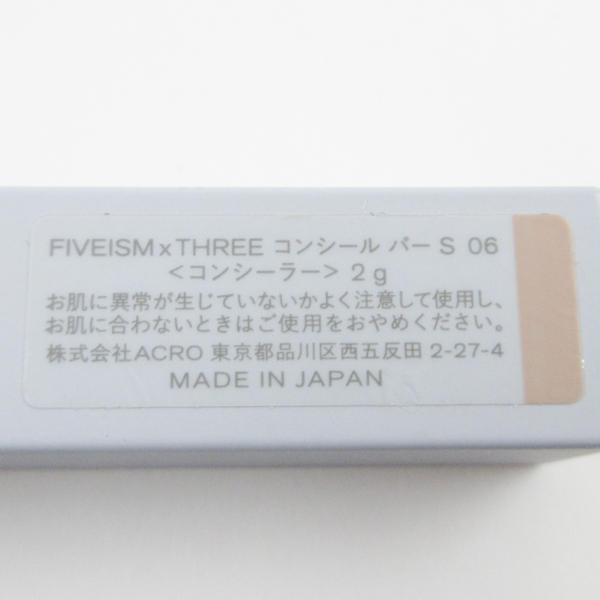 FIVEISM x THREE コンシール バー S 06
<コンシーラー> 2g
お肌に異常が生じていないかよく注意して使用し、
お肌に合わないときはご使用をおやめください。
株式会社ACRO 東京都品川区西五反田 2-27-4
MADE IN JAPAN